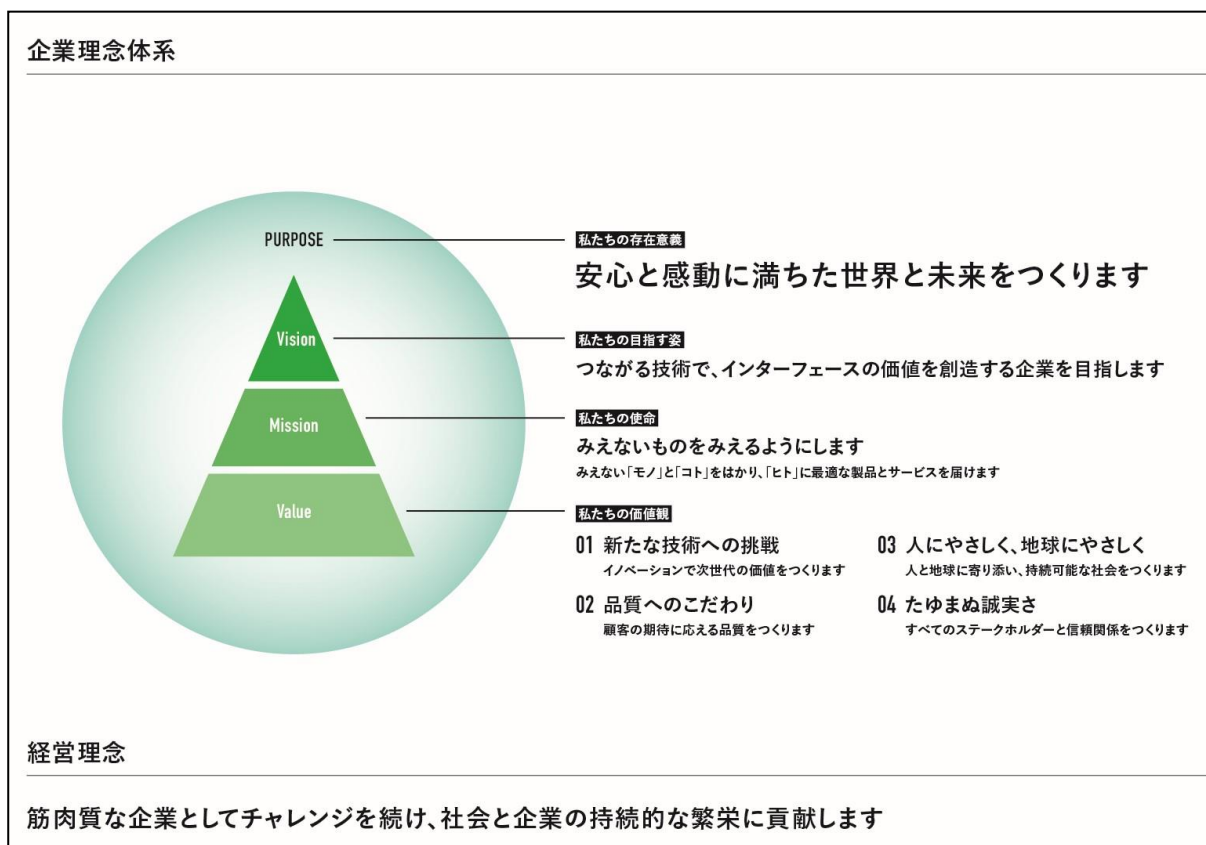 企業理念体系
PURPOSE
私たちの存在意義
安心と感動に満ちた世界と未来をつくります
Vision
私たちの目指す姿
つながる技術で、インターフェースの価値を創造する企業を目指します
Mission
私たちの使命
みえないものをみえるようにします
みえない「モノ」と「コト」をはかり、「ヒト」に最適な製品とサービスを届けます
Value
私たちの価値観
01 新たな技術への挑戦
イノベーションで次世代の価値をつくります
02 品質へのこだわり
顧客の期待に応える品質をつくります
03 人にやさしく、地球にやさしく
人と地球に寄り添い、持続可能な社会をつくります
04 たゆまぬ誠実さ
すべてのステークホルダーと信頼関係をつくります
経営理念
筋肉質な企業としてチャレンジを続け、社会と企業の持続的な繁栄に貢献します